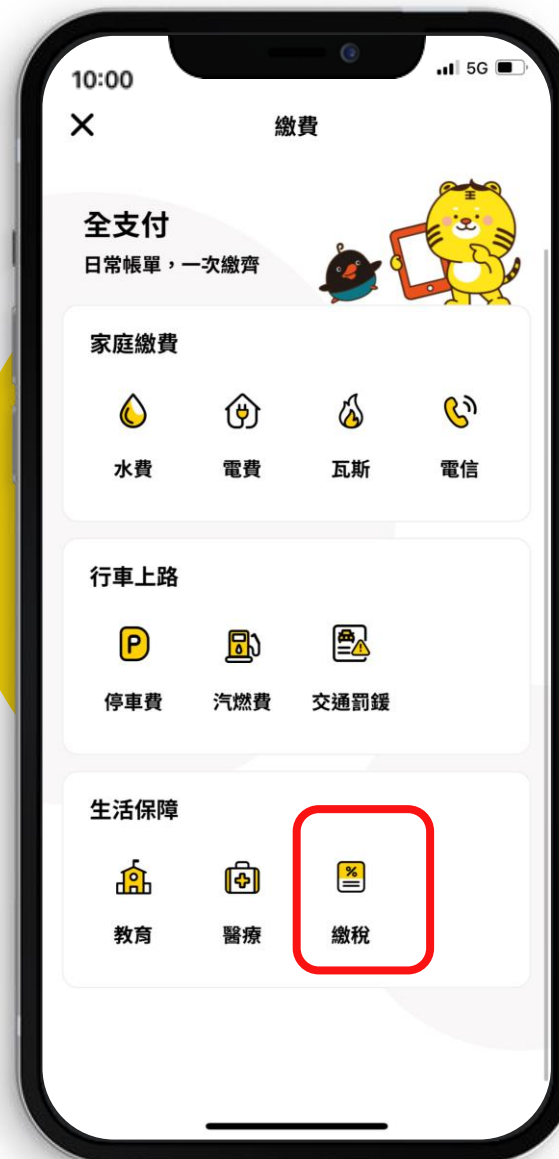 10:00
5G
繳費
全支付
日常帳單，一次繳齊
家庭繳費
水費 電費 瓦斯 電信
行車上路
P
停車費 汽燃費 交通罰鍰
生活保障
%
教育 醫療 繳稅